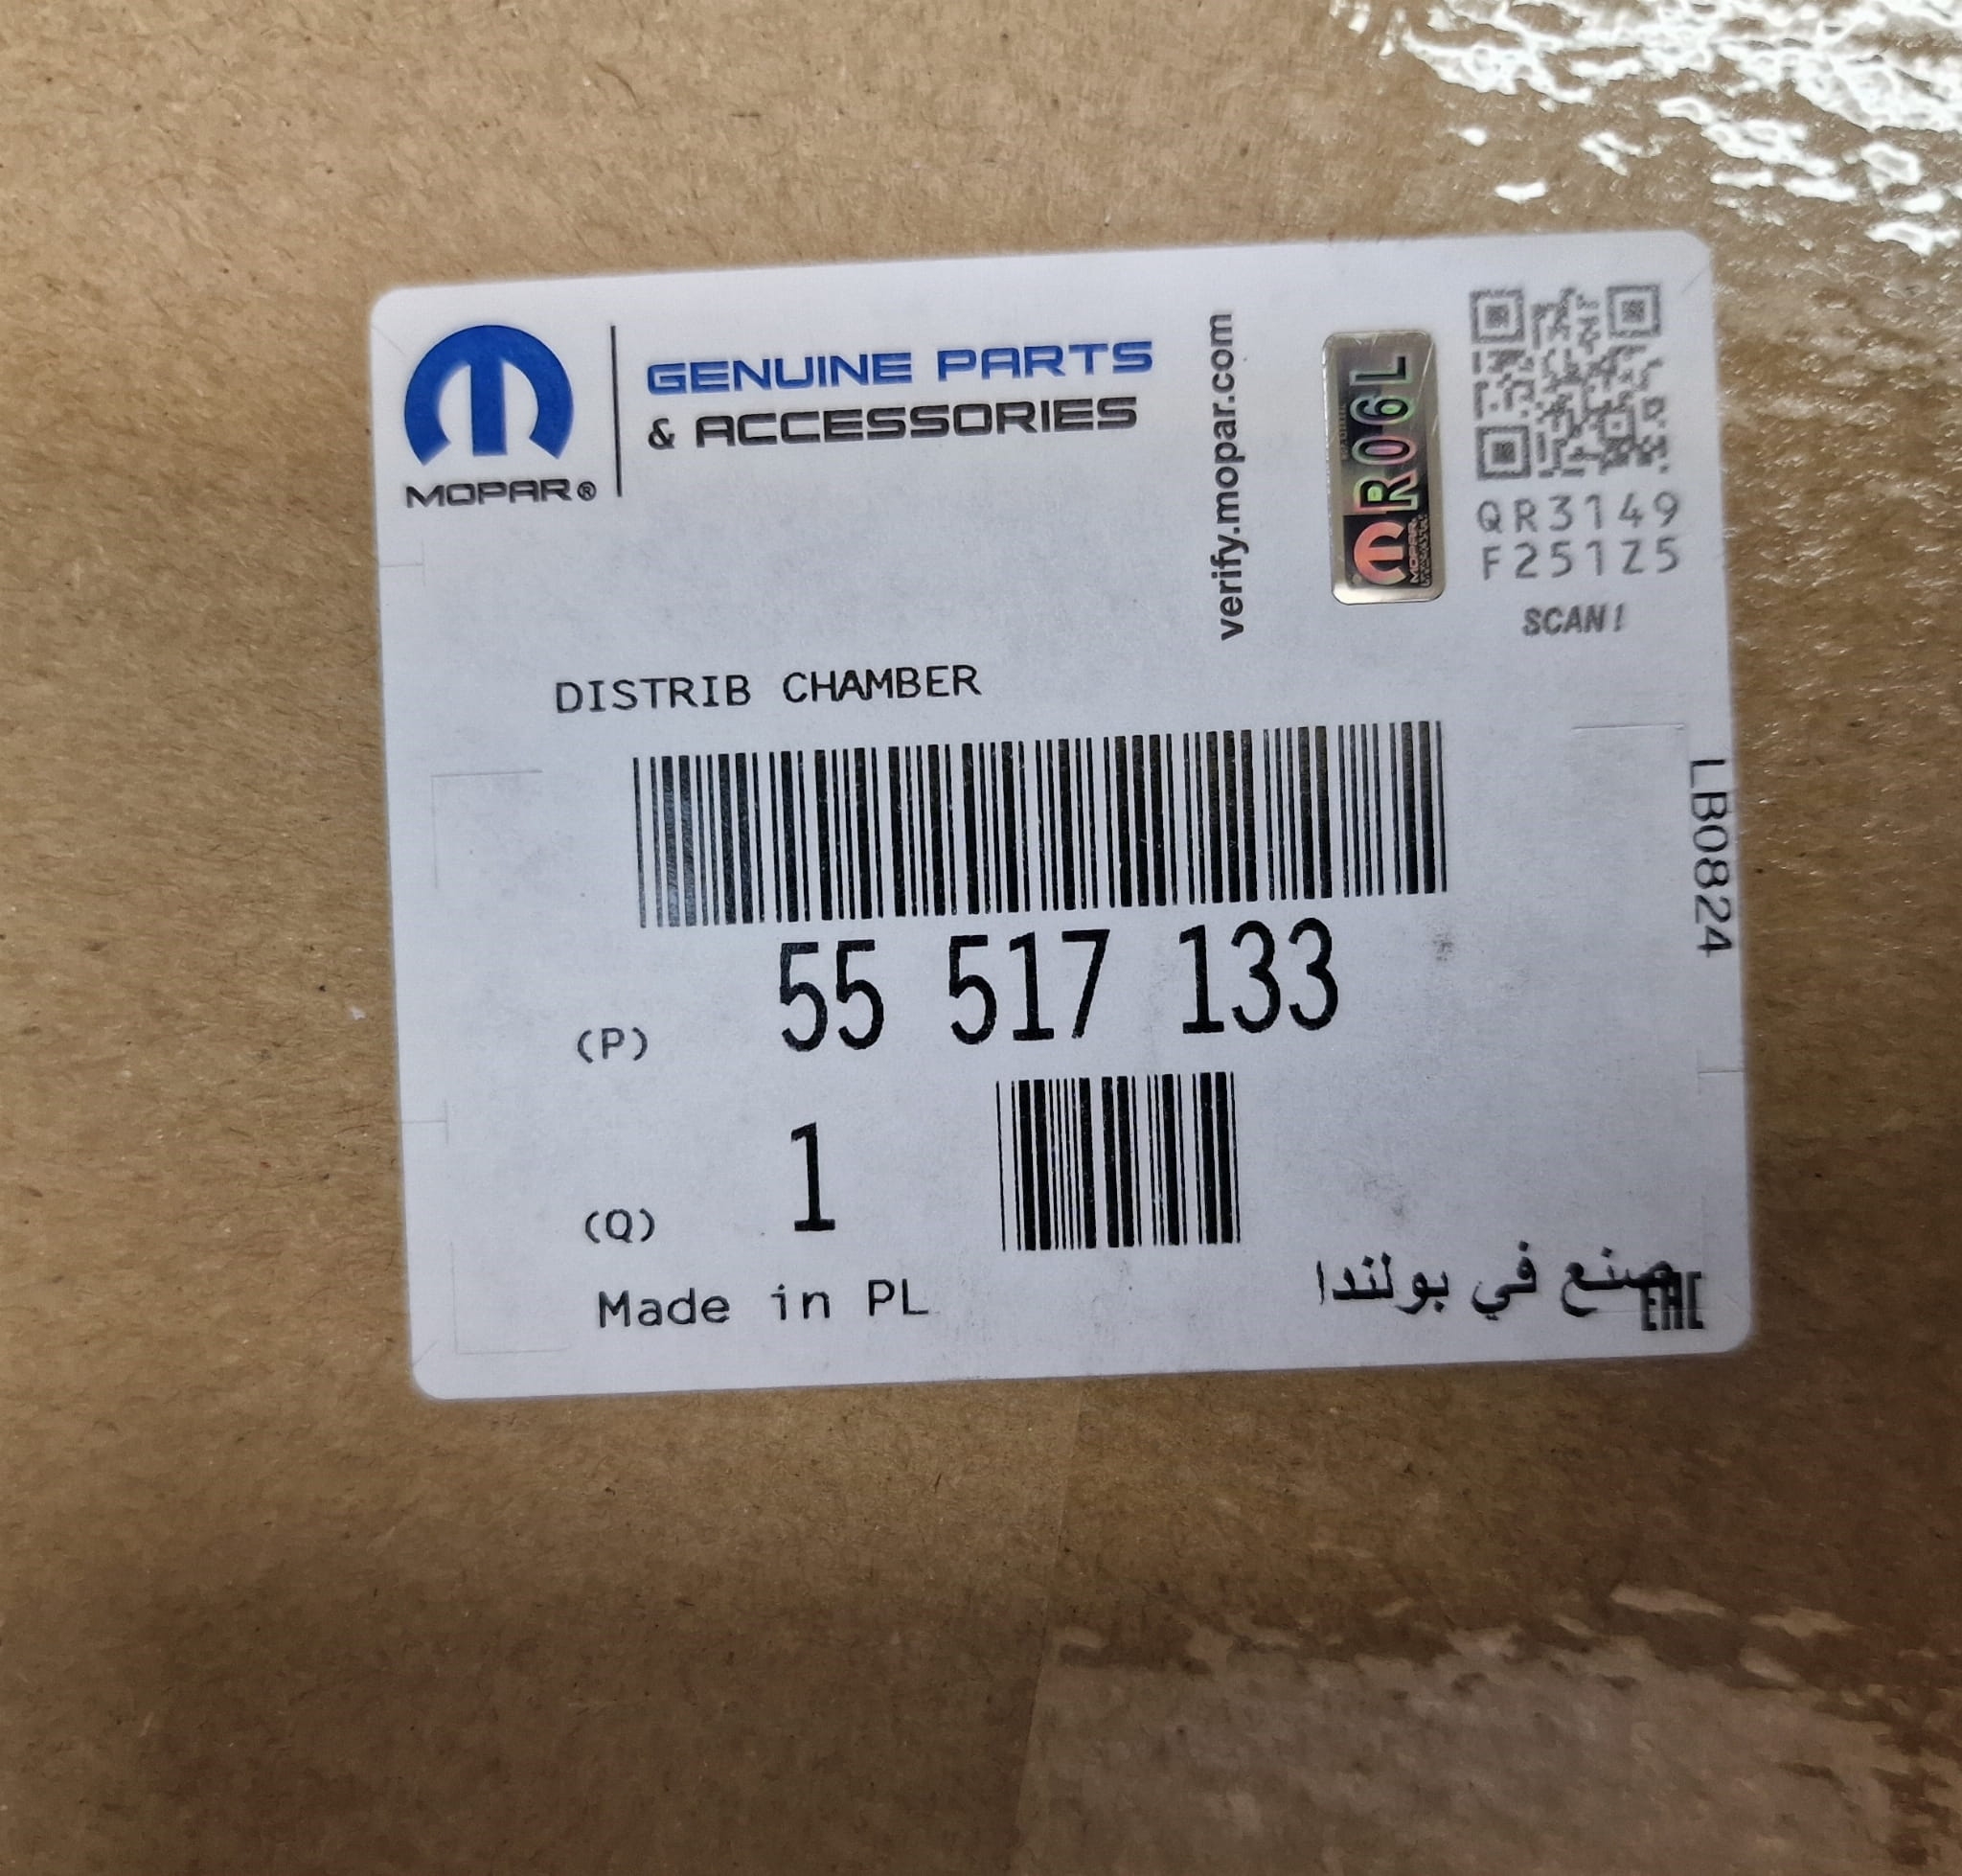 MOPAR®
GENUINE PARTS
& ACCESSORIES
verify.mopar.com
R06L
MOPAR
QR3149
F251Z5
SCAN!
DISTRIB CHAMBER
LB0824
(P) 55 517 133
(Q) 1
Made in PL
صنع في بولندا
EAC